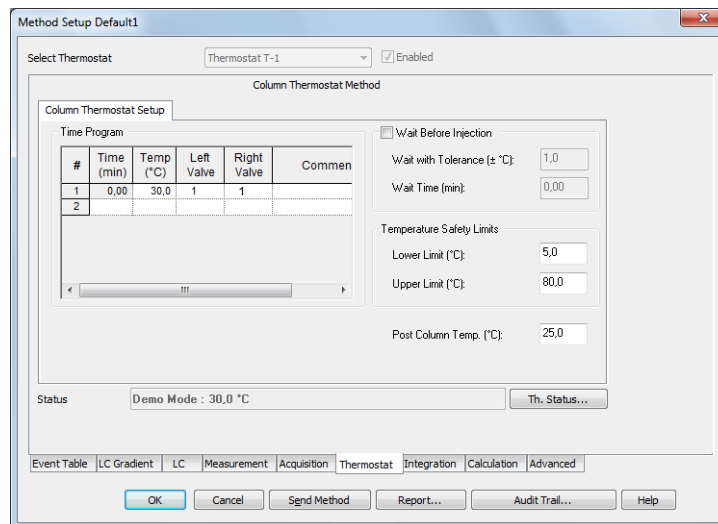 Method Setup Default1
x
Select Thermostat Thermostat T-1 Enabled
Column Thermostat Method
Column Thermostat Setup
Time Program
# Time (min) Temp (°C) Left Valve Right Valve Commen
1 0,00 30,0 1 1
2
Wait Before Injection
Wait with Tolerance (± °C): 1,0
Wait Time (min): 0,00
Temperature Safety Limits
Lower Limit (°C): 5,0
Upper Limit (°C): 80,0
Post Column Temp. (°C): 25,0
Status Demo Mode : 30,0 °C Th. Status...
Event Table LC Gradient LC Measurement Acquisition Thermostat Integration Calculation Advanced
OK Cancel Send Method Report... Audit Trail... Help